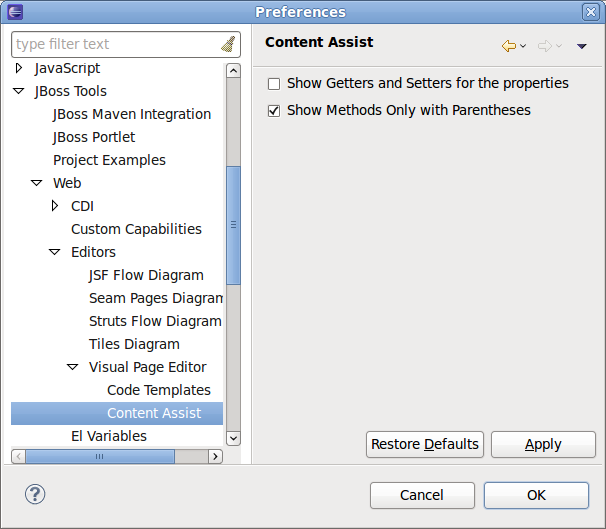 Preferences
type filter text
JavaScript
JBoss Tools
JBoss Maven Integration
JBoss Portlet
Project Examples
Web
CDI
Custom Capabilities
Editors
JSF Flow Diagram
Seam Pages Diagram
Struts Flow Diagram
Tiles Diagram
Visual Page Editor
Code Templates
Content Assist
El Variables
Content Assist
Show Getters and Setters for the properties
Show Methods Only with Parentheses
Restore Defaults
Apply
?
Cancel
OK